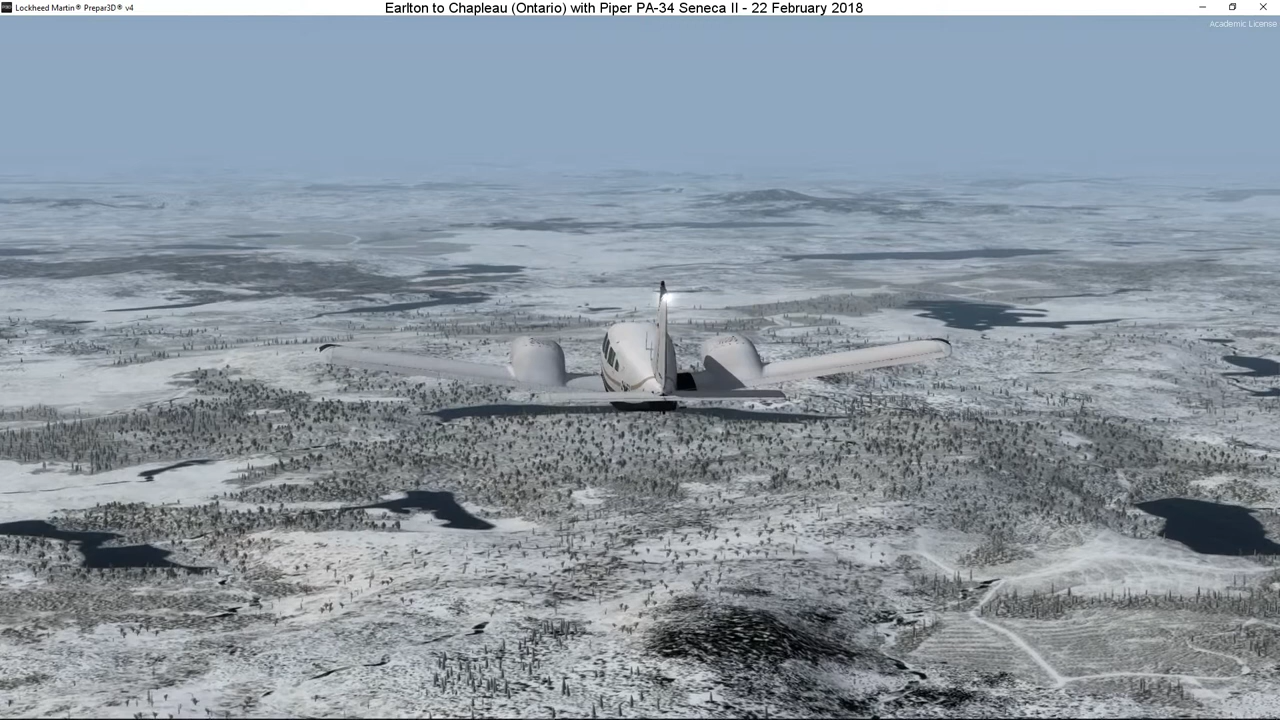 Lockheed Martin® Prepar3D® v4
Earlton to Chapleau (Ontario) with Piper PA-34 Seneca II - 22 February 2018
Academic License